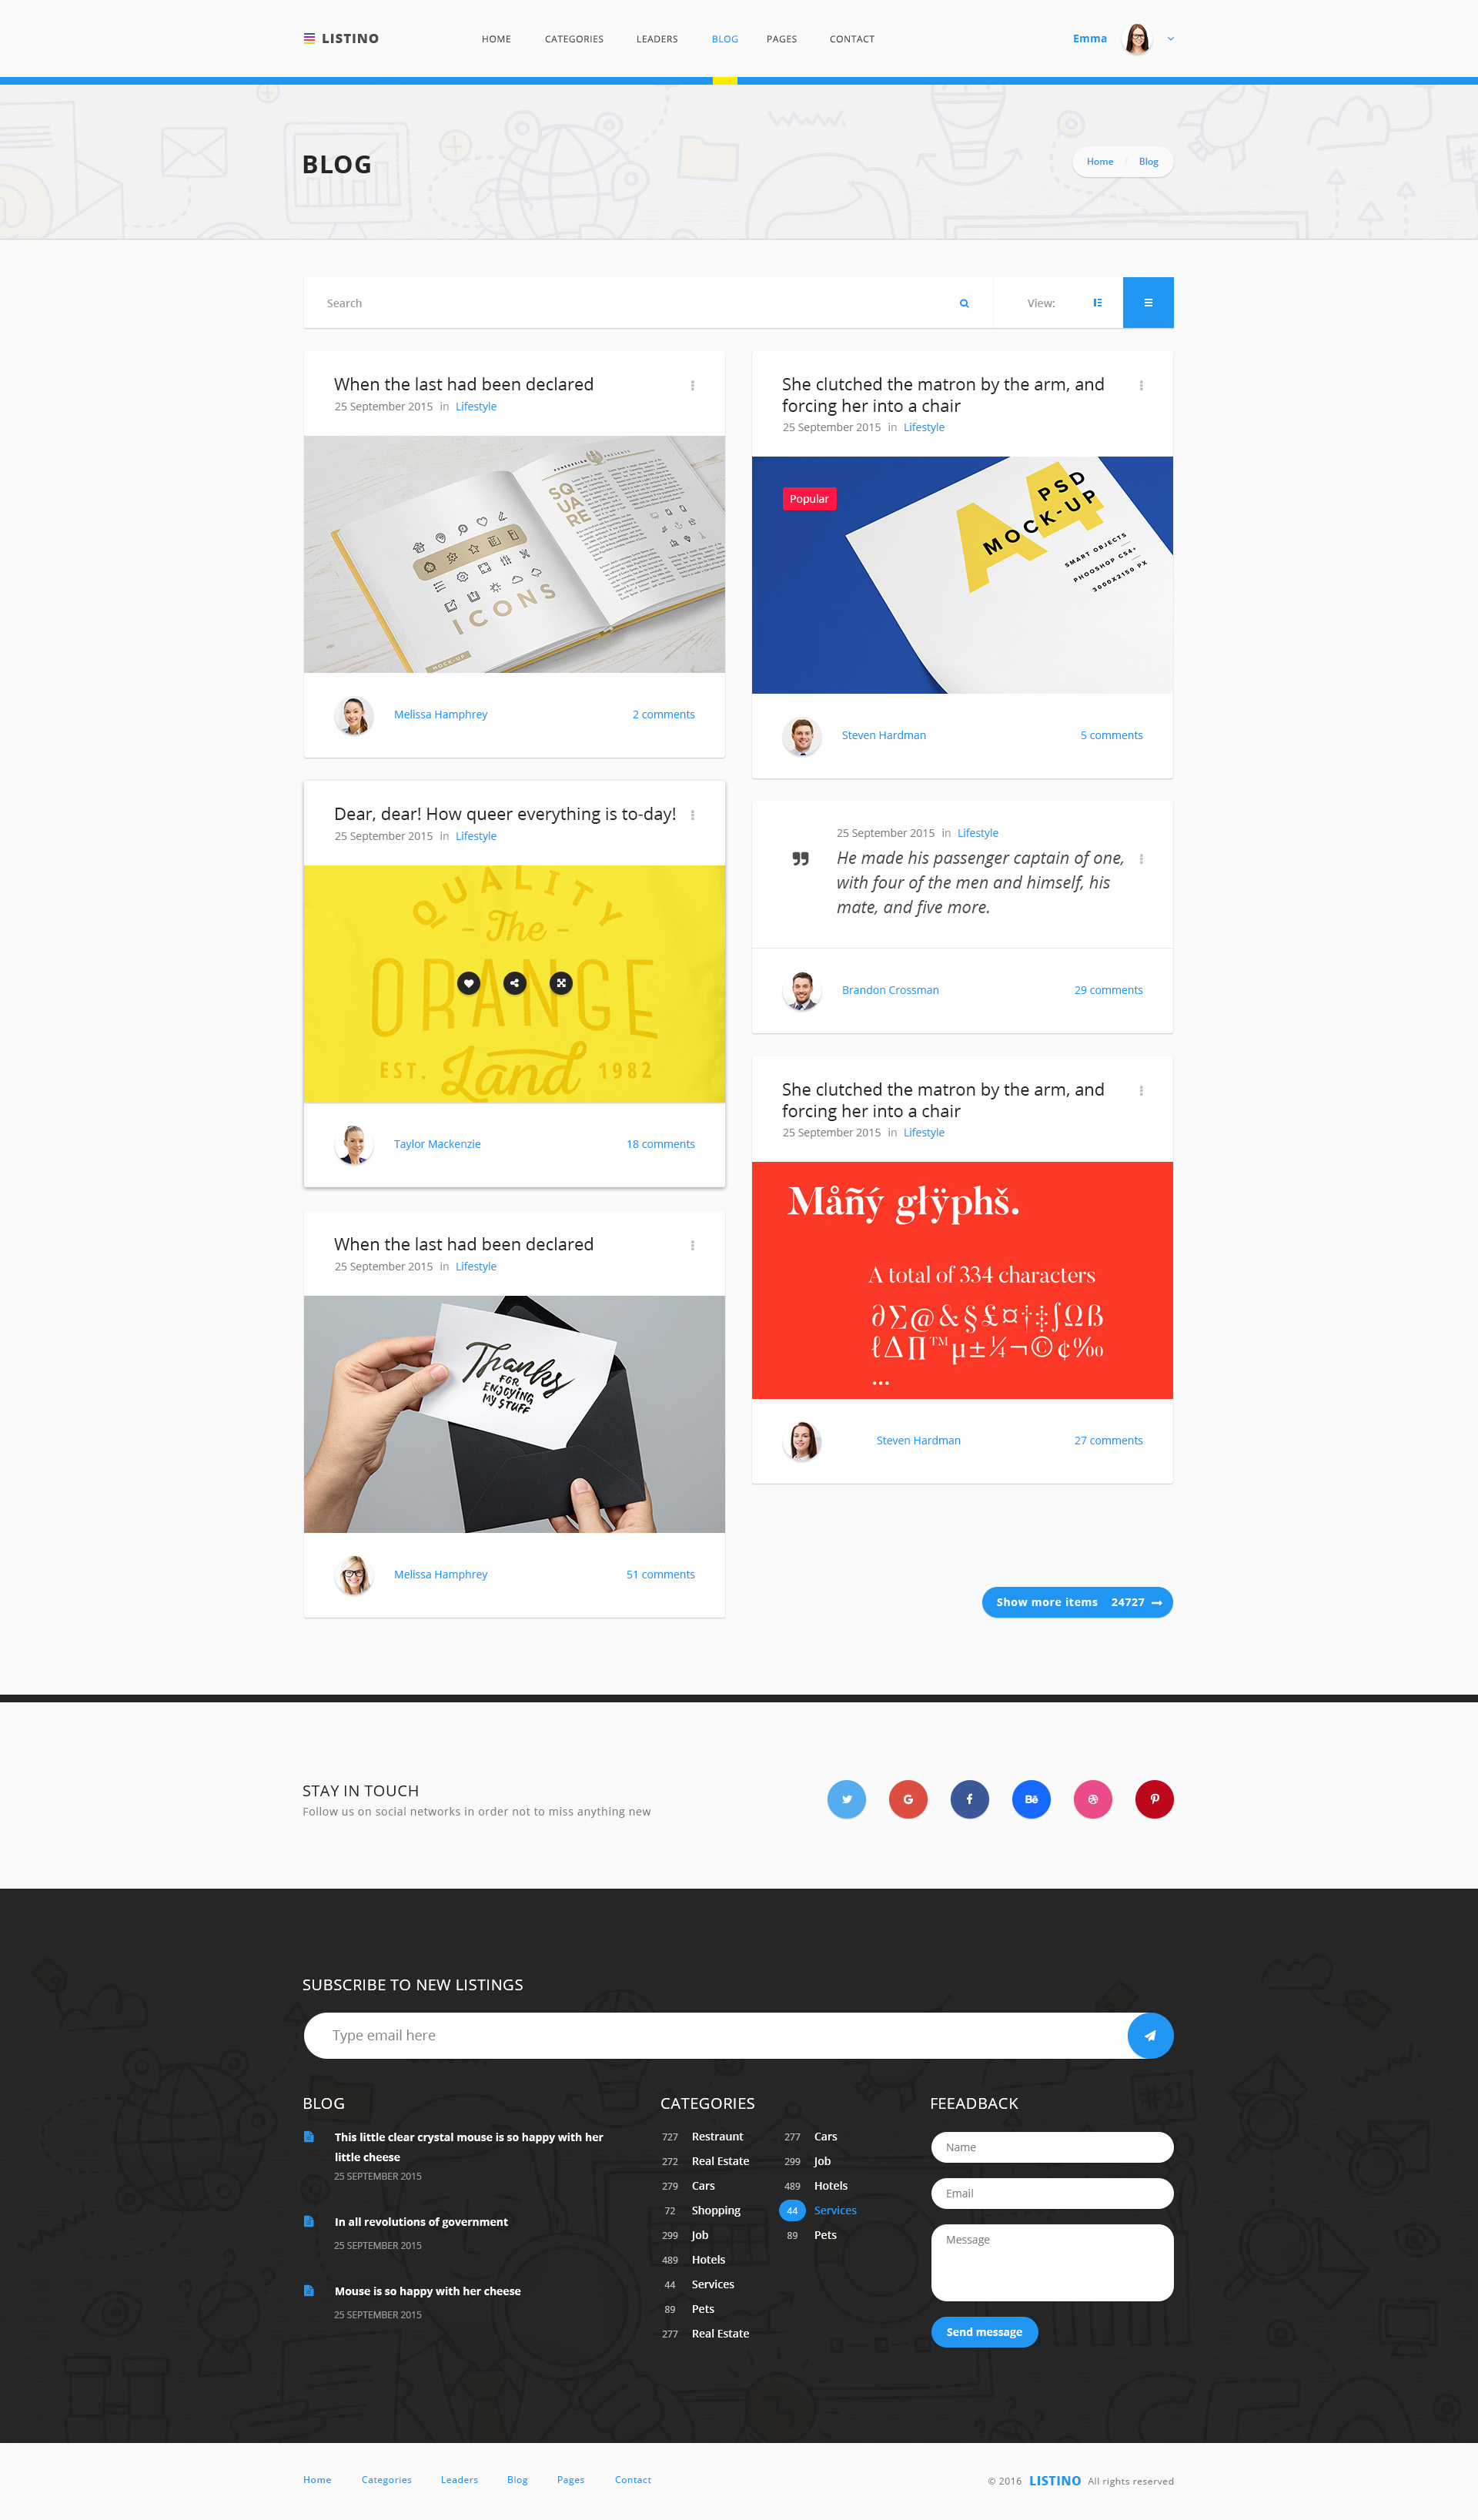 LISTINO
HOME CATEGORIES LEADERS BLOG PAGES CONTACT
Emma
BLOG
Home / Blog
Search
View:
When the last had been declared
25 September 2015 in Lifestyle
SQUARE
ICONS
MOCK-UP
Melissa Hamphrey
2 comments
Dear, dear! How queer everything is to-day!
25 September 2015 in Lifestyle
QUALITY
- The -
ORANGE
EST. Land 1982
Taylor Mackenzie
18 comments
When the last had been declared
25 September 2015 in Lifestyle
Thanks
FOR
ENJOYING
MY STUFF
Melissa Hamphrey
51 comments
She clutched the matron by the arm, and
forcing her into a chair
25 September 2015 in Lifestyle
Popular
A4
PSD
MOCK-UP
SMART OBJECTS
PHOOSHOP CS4+
3000X2150 PX
Steven Hardman
5 comments
25 September 2015 in Lifestyle
He made his passenger captain of one,
with four of the men and himself, his
mate, and five more.
Brandon Crossman
29 comments
She clutched the matron by the arm, and
forcing her into a chair
25 September 2015 in Lifestyle
Måñý głÿphš.
A total of 334 characters
∂∑@&§£¤†‡∫Ωß
ℓ∆∏™µ±¼¬©¢‰
...
Steven Hardman
27 comments
Show more items 24727
STAY IN TOUCH
Follow us on social networks in order not to miss anything new
SUBSCRIBE TO NEW LISTINGS
Type email here
BLOG
This little clear crystal mouse is so happy with her
little cheese
25 SEPTEMBER 2015
In all revolutions of government
25 SEPTEMBER 2015
Mouse is so happy with her cheese
25 SEPTEMBER 2015
CATEGORIES
727 Restraunt
272 Real Estate
279 Cars
72 Shopping
299 Job
489 Hotels
44 Services
89 Pets
277 Real Estate
277 Cars
299 Job
489 Hotels
44 Services
89 Pets
FEEADBACK
Name
Email
Message
Send message
Home Categories Leaders Blog Pages Contact
© 2016 LISTINO All rights reserved